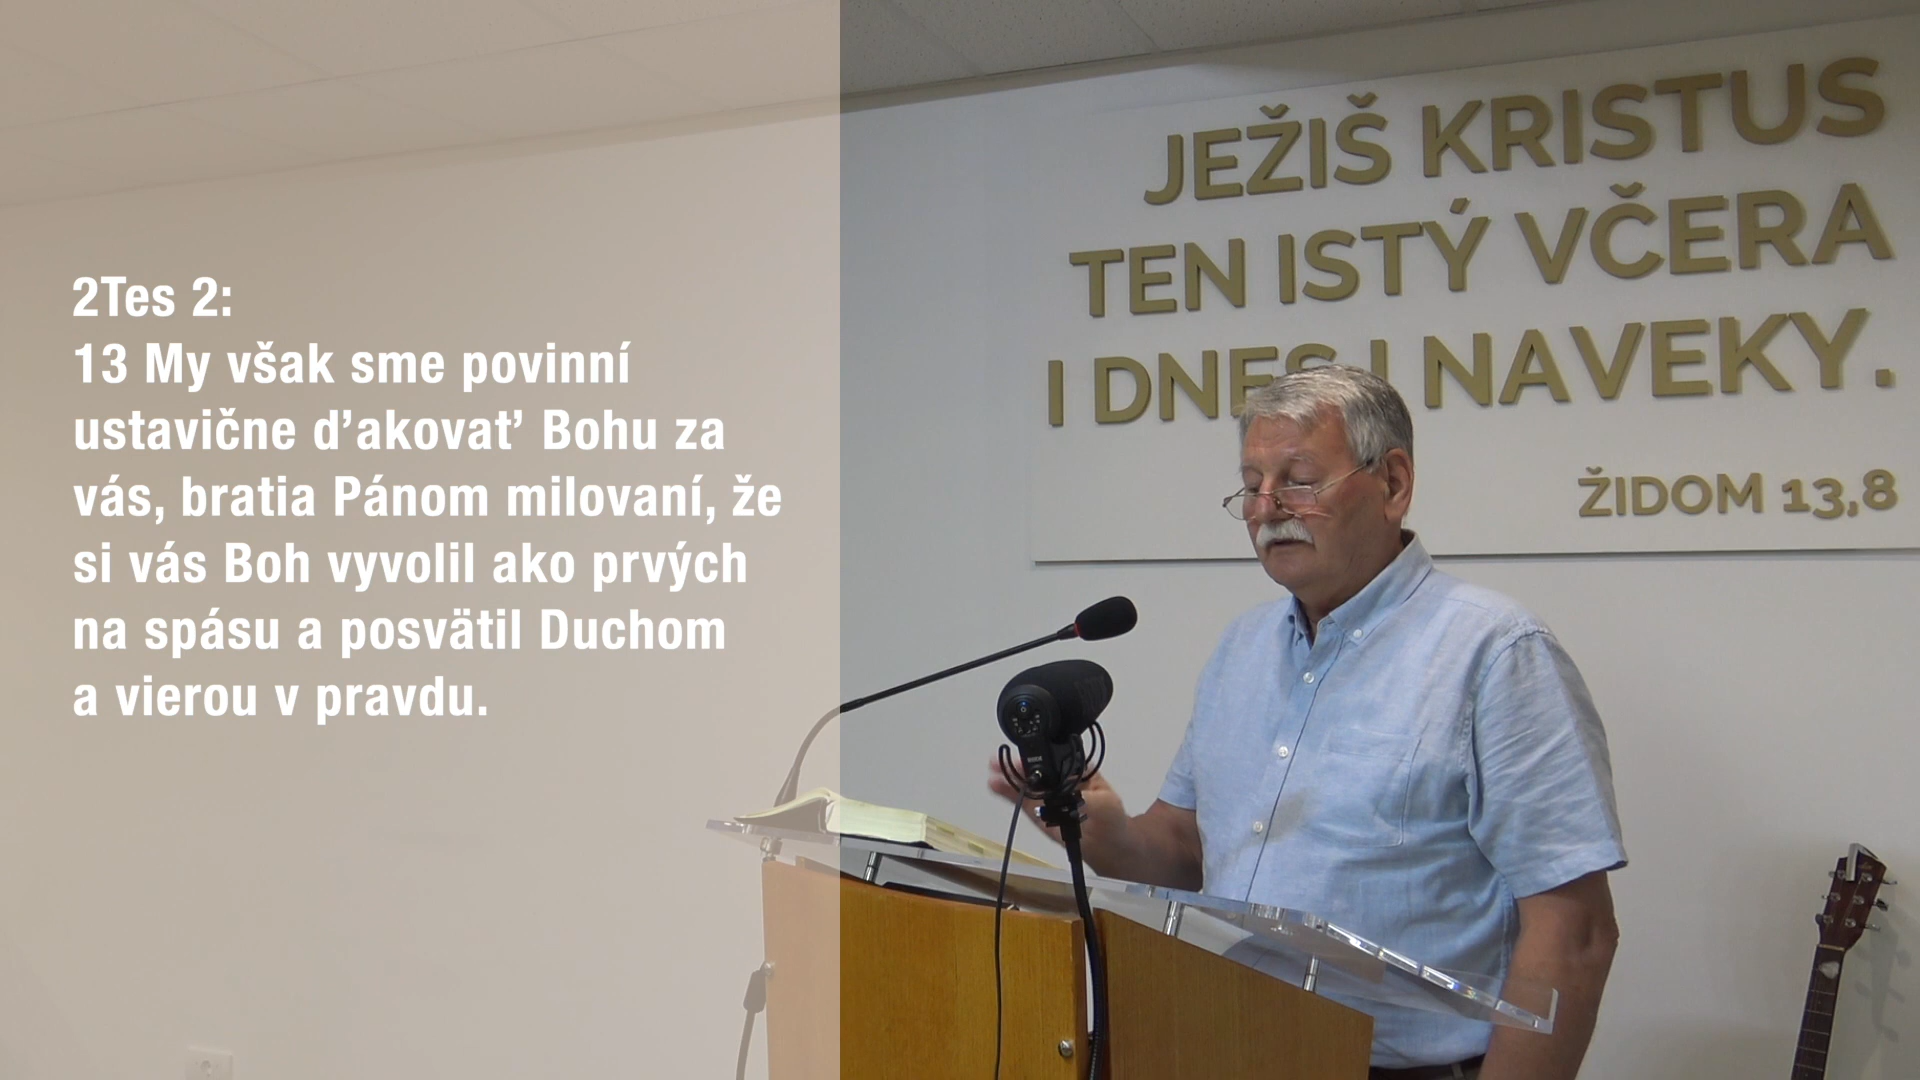 2Tes 2:
13 My však sme povinní
ustavične ďakovať Bohu za
vás, bratia Pánom milovaní, že
si vás Boh vyvolil ako prvých
na spásu a posvätil Duchom
a vierou v pravdu.
JEŽIŠ KRISTUS
TEN ISTÝ VČERA
I DNES I NAVEKY.
ŽIDOM 13,8